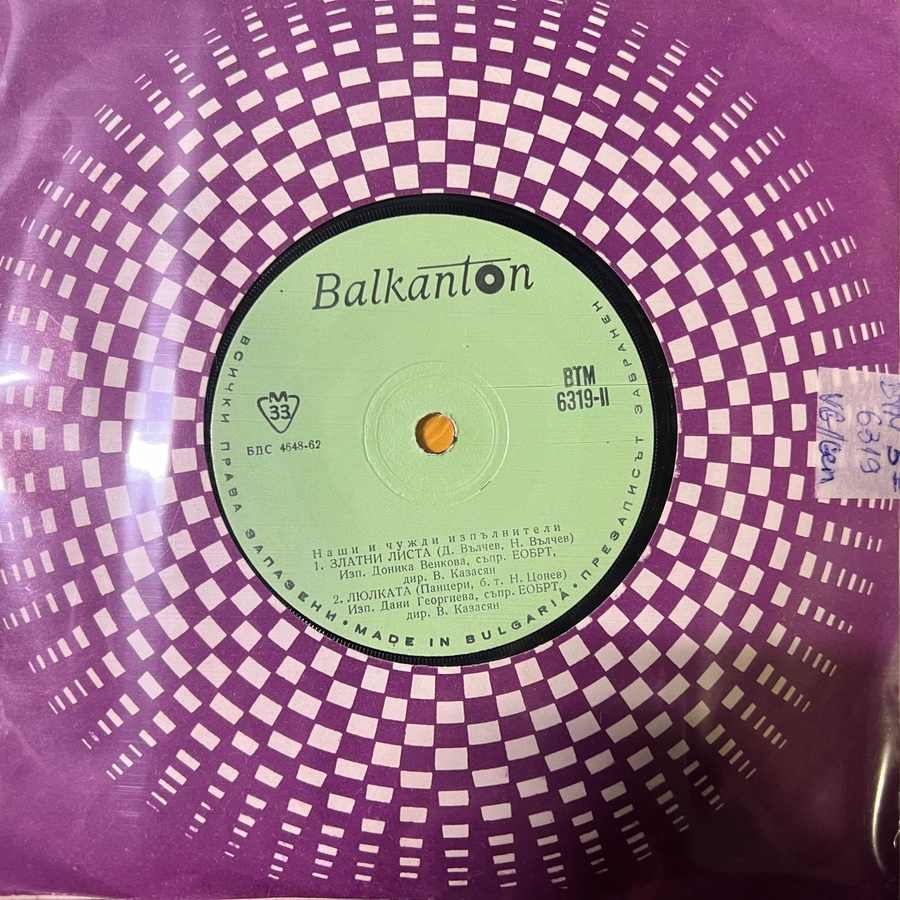 Balkanton
ВСИЧКИ ПРАВА ЗАПАЗЕНИ • MADE IN BULGARIA • ПРЕЗАПИСЪТ ЗАБРАНЕН
М
33
БДС 4648-62
ВТМ
6319-II
Наши и чужди изпълнители
1. ЗЛАТНИ ЛИСТА (Д. Вълчев, Н. Вълчев)
Изп. Доника Венкова, съпр. ЕОБРТ,
дир. В. Казасян
2. ЛЮЛКАТА (Панцери, б. т. Н. Цонев)
Изп. Дани Георгиева, съпр. ЕОБРТ,
дир. В. Казасян
6319